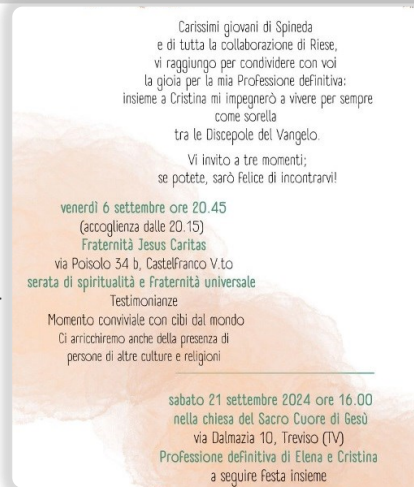 Carissimi giovani di Spineda
e di tutta la collaborazione di Riese,
vi raggiungo per condividere con voi
la gioia per la mia Professione definitiva:
insieme a Cristina mi impegnerò a vivere per sempre
come sorella
tra le Discepole del Vangelo.
Vi invito a tre momenti;
se potete, sarò felice di incontrarvi!
venerdì 6 settembre ore 20.45
(accoglienza dalle 20.15)
Fraternità Jesus Caritas
via Poisolo 34 b, Castelfranco V.to
serata di spiritualità e fraternità universale
Testimonianze
Momento conviviale con cibi dal mondo
Ci arricchiremo anche della presenza di
persone di altre culture e religioni
sabato 21 settembre 2024 ore 16.00
nella chiesa del Sacro Cuore di Gesù
via Dalmazia 10, Treviso (TV)
Professione definitiva di Elena e Cristina
a seguire festa insieme